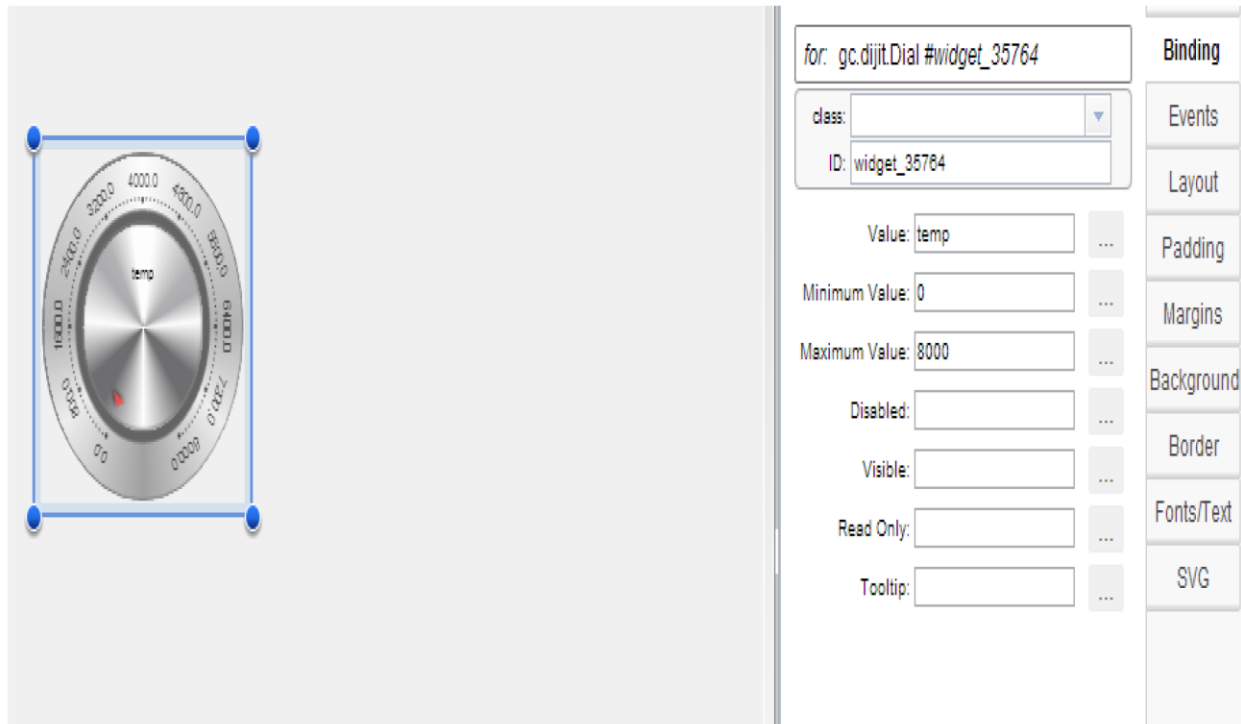 4000.0
3200.0
4800.0
2400.0
5600.0
temp
1600.0
6400.0
800.0
7200.0
0.0
8000.0
for: gc.dijit.Dial #widget_35764
class:
ID: widget_35764
Value: temp ...
Minimum Value: 0 ...
Maximum Value: 8000 ...
Disabled: ...
Visible: ...
Read Only: ...
Tooltip: ...
Binding
Events
Layout
Padding
Margins
Background
Border
Fonts/Text
SVG